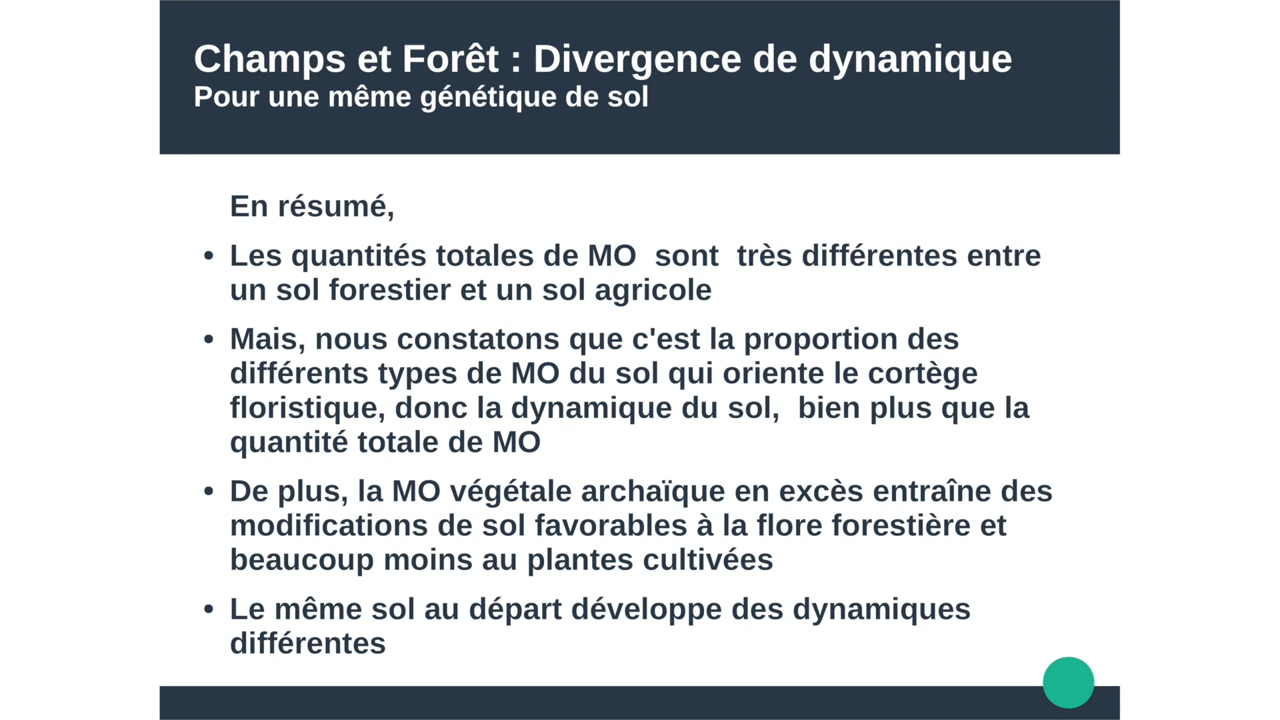 Champs et Forêt : Divergence de dynamique
Pour une même génétique de sol
En résumé,
• Les quantités totales de MO  sont  très différentes entre
un sol forestier et un sol agricole
• Mais, nous constatons que c'est la proportion des
différents types de MO du sol qui oriente le cortège
floristique, donc la dynamique du sol,  bien plus que la
quantité totale de MO
• De plus, la MO végétale archaïque en excès entraîne des
modifications de sol favorables à la flore forestière et
beaucoup moins au plantes cultivées
• Le même sol au départ développe des dynamiques
différentes